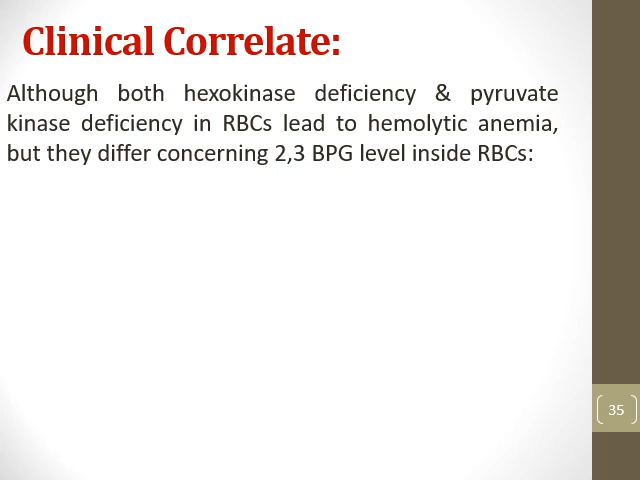 Clinical Correlate:
Although both hexokinase deficiency & pyruvate
kinase deficiency in RBCs lead to hemolytic anemia,
but they differ concerning 2,3 BPG level inside RBCs:
35